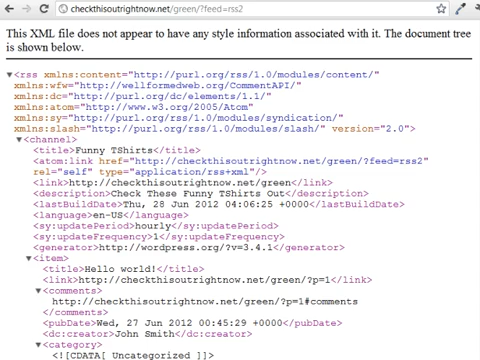 checkthisoutrightnow.net/green/?feed=rss2
This XML file does not appear to have any style information associated with it. The document tree
is shown below.
▼<rss xmlns:content="http://purl.org/rss/1.0/modules/content/"
xmlns:wfw="http://wellformedweb.org/CommentAPI/"
xmlns:dc="http://purl.org/dc/elements/1.1/"
xmlns:atom="http://www.w3.org/2005/Atom"
xmlns:sy="http://purl.org/rss/1.0/modules/syndication/"
xmlns:slash="http://purl.org/rss/1.0/modules/slash/" version="2.0">
▼<channel>
<title>Funny TShirts</title>
<atom:link href="http://checkthisoutrightnow.net/green/?feed=rss2"
rel="self" type="application/rss+xml"/>
<link>http://checkthisoutrightnow.net/green</link>
<description>Check These Funny TShirts Out</description>
<lastBuildDate>Thu, 28 Jun 2012 04:06:25 +0000</lastBuildDate>
<language>en-US</language>
<sy:updatePeriod>hourly</sy:updatePeriod>
<sy:updateFrequency>1</sy:updateFrequency>
<generator>http://wordpress.org/?v=3.4.1</generator>
▼<item>
<title>Hello world!</title>
<link>http://checkthisoutrightnow.net/green/?p=1</link>
▼<comments>
http://checkthisoutrightnow.net/green/?p=1#comments
</comments>
<pubDate>Wed, 27 Jun 2012 00:45:29 +0000</pubDate>
<dc:creator>John Smith</dc:creator>
▼<category>
<![CDATA[ Uncategorized ]]>